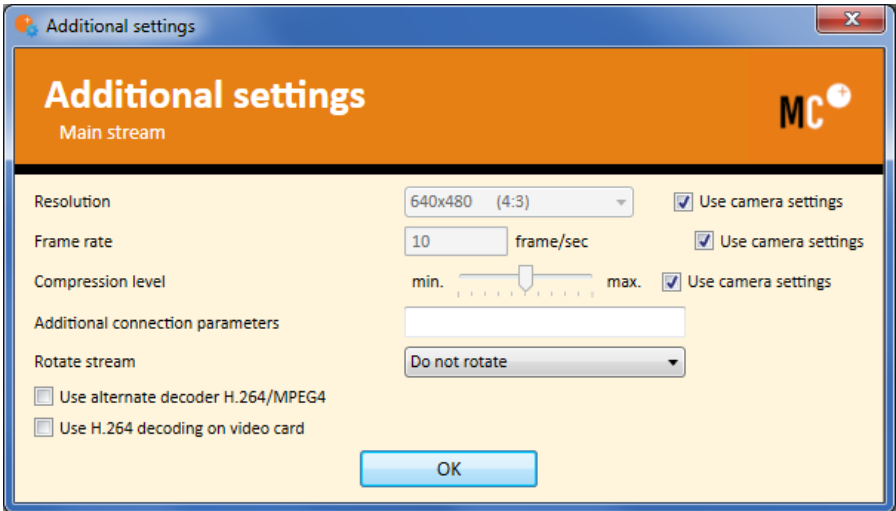 Additional settings
Additional settings
Main stream
MC+
Resolution 640x480 (4:3) Use camera settings
Frame rate 10 frame/sec Use camera settings
Compression level min. max. Use camera settings
Additional connection parameters
Rotate stream Do not rotate
Use alternate decoder H.264/MPEG4
Use H.264 decoding on video card
OK